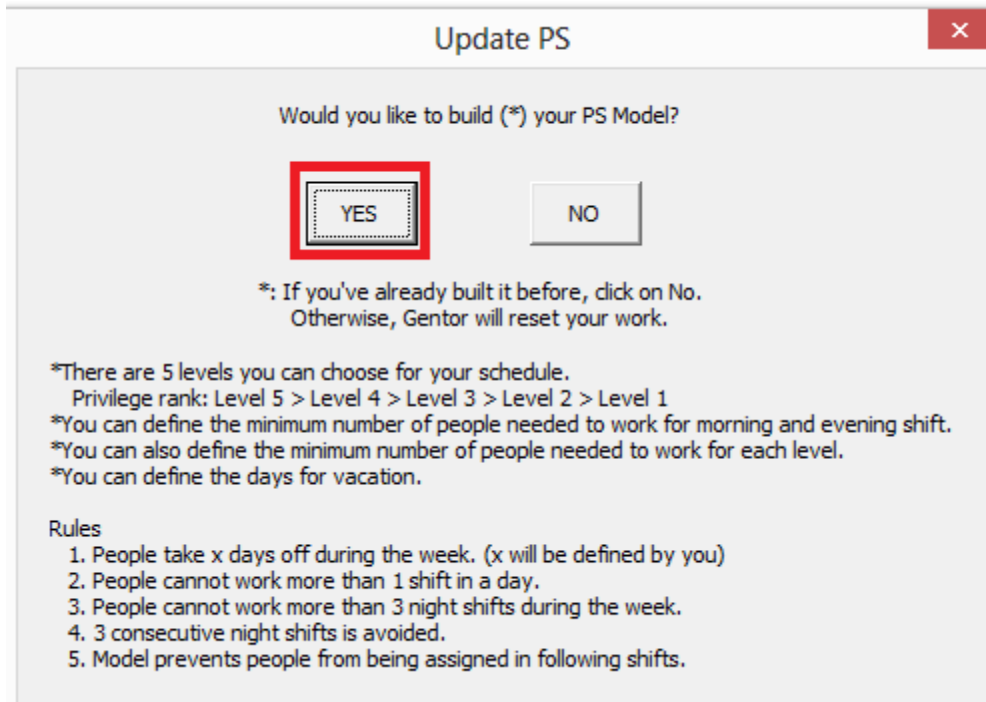 Update PS
Would you like to build (*) your PS Model?
YES NO
*: If you've already built it before, click on No.
Otherwise, Gentor will reset your work.
*There are 5 levels you can choose for your schedule.
Privilege rank: Level 5 > Level 4 > Level 3 > Level 2 > Level 1
*You can define the minimum number of people needed to work for morning and evening shift.
*You can also define the minimum number of people needed to work for each level.
*You can define the days for vacation.
Rules
1. People take x days off during the week. (x will be defined by you)
2. People cannot work more than 1 shift in a day.
3. People cannot work more than 3 night shifts during the week.
4. 3 consecutive night shifts is avoided.
5. Model prevents people from being assigned in following shifts.